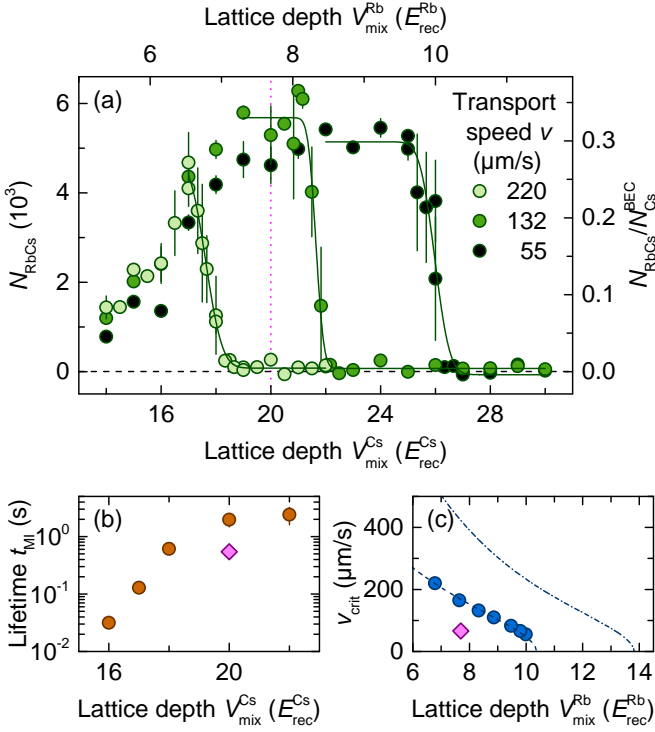 Lattice depth V_mix^Rb (E_rec^Rb)
6 8 10
(a)
Transport
speed v
(μm/s)
220
132
55
6
4
2
0
N_RbCs (10^3)
0.3
0.2
0.1
0.0
N_RbCs/N_Cs^BEC
16 20 24 28
Lattice depth V_mix^Cs (E_rec^Cs)
(b)
10^0
10^-1
10^-2
Lifetime t_MI (s)
16 20
Lattice depth V_mix^Cs (E_rec^Cs)
(c)
400
200
0
v_crit (μm/s)
6 8 10 12 14
Lattice depth V_mix^Rb (E_rec^Rb)